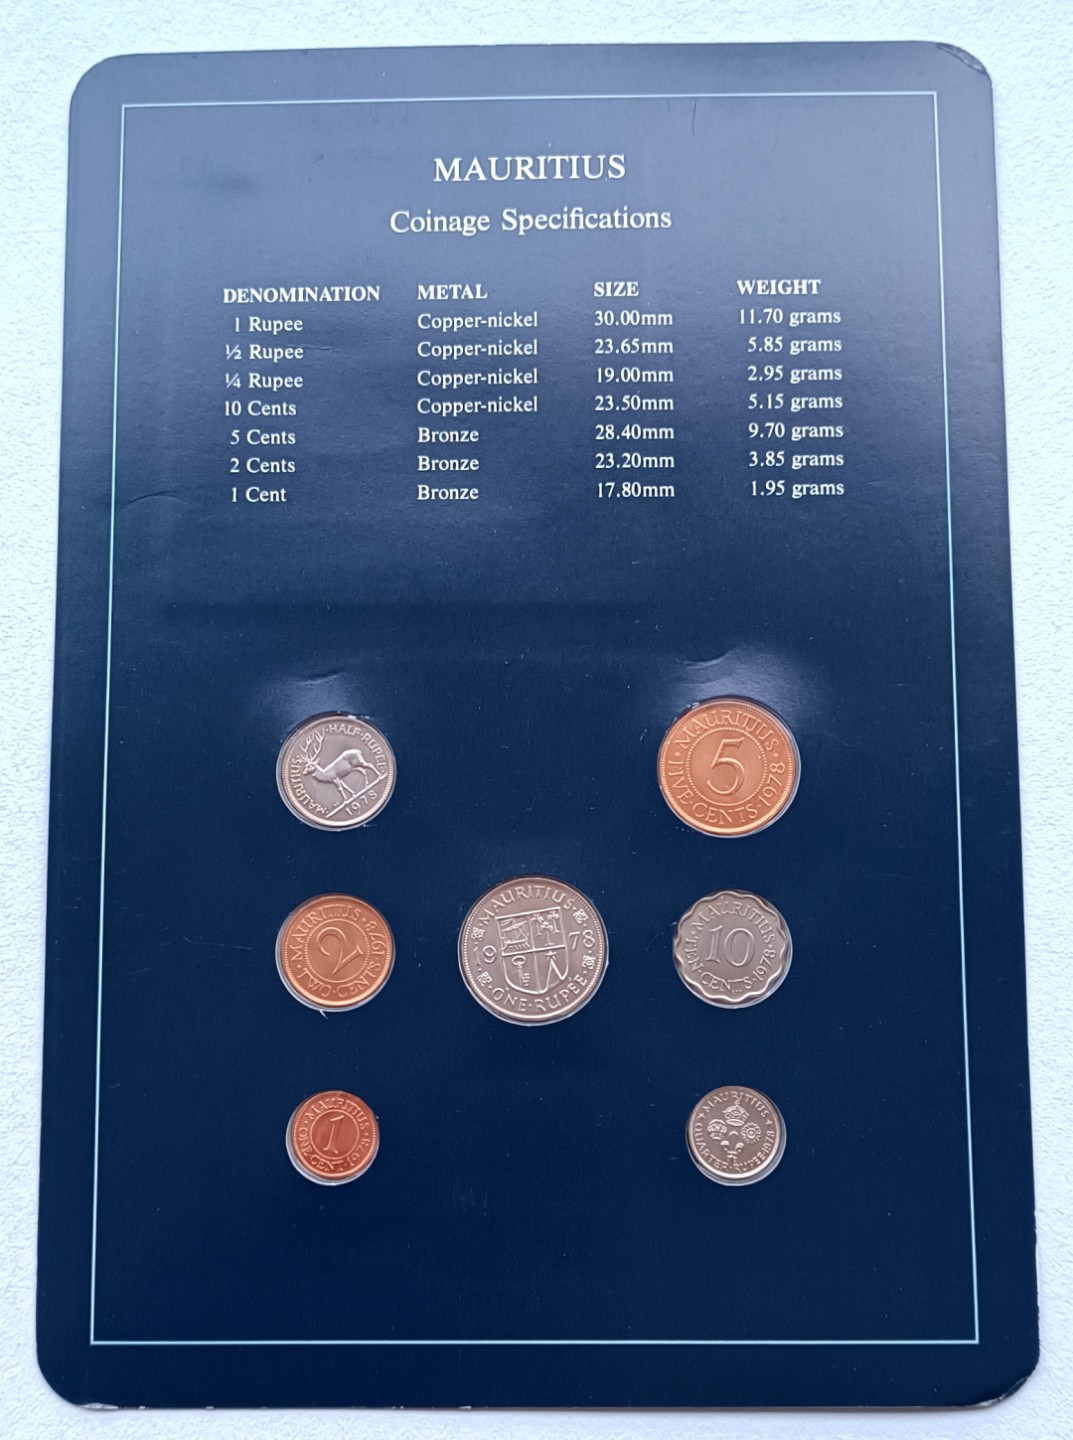 MAURITIUS
Coinage Specifications
DENOMINATION METAL SIZE WEIGHT
1 Rupee Copper-nickel 30.00mm 11.70 grams
½ Rupee Copper-nickel 23.65mm 5.85 grams
¼ Rupee Copper-nickel 19.00mm 2.95 grams
10 Cents Copper-nickel 23.50mm 5.15 grams
5 Cents Bronze 28.40mm 9.70 grams
2 Cents Bronze 23.20mm 3.85 grams
1 Cent Bronze 17.80mm 1.95 grams
MAURITIUS·HALF·RUPEE
1978
·MAURITIUS·
5
FIVE·CENTS·1978
·MAURITIUS·
2
TWO·CENTS·1978
·MAURITIUS·
1978
·ONE·RUPEE·
·MAURITIUS·
10
TEN·CENTS·1978
·MAURITIUS·
1
ONE·CENT·1978
MAURITIUS
QUARTER·RUPEE·1978